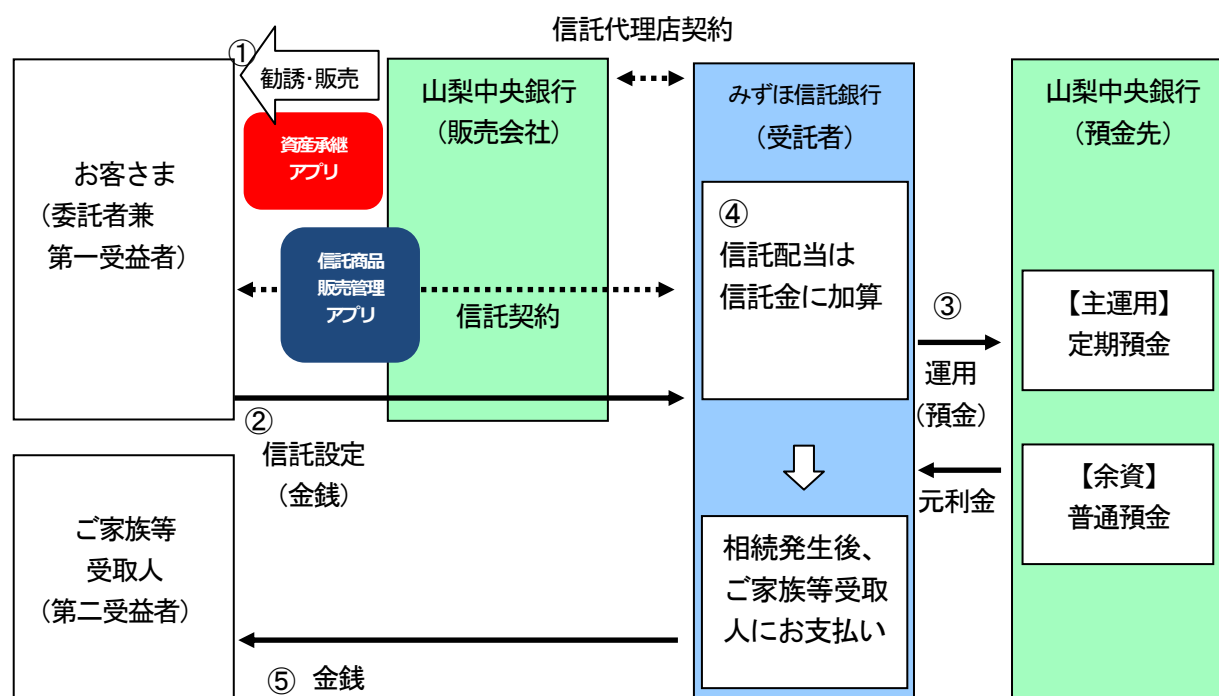 信託代理店契約
①
勧誘・販売
山梨中央銀行
（販売会社）
みずほ信託銀行
（受託者）
山梨中央銀行
（預金先）
資産承継
アプリ
お客さま
（委託者兼
第一受益者）
信託商品
販売管理
アプリ
信託契約
④
信託配当は
信託金に加算
③
運用
（預金）
【主運用】
定期預金
②
信託設定
（金銭）
元利金
【余資】
普通預金
ご家族等
受取人
（第二受益者）
相続発生後、
ご家族等受取
人にお支払い
⑤ 金銭